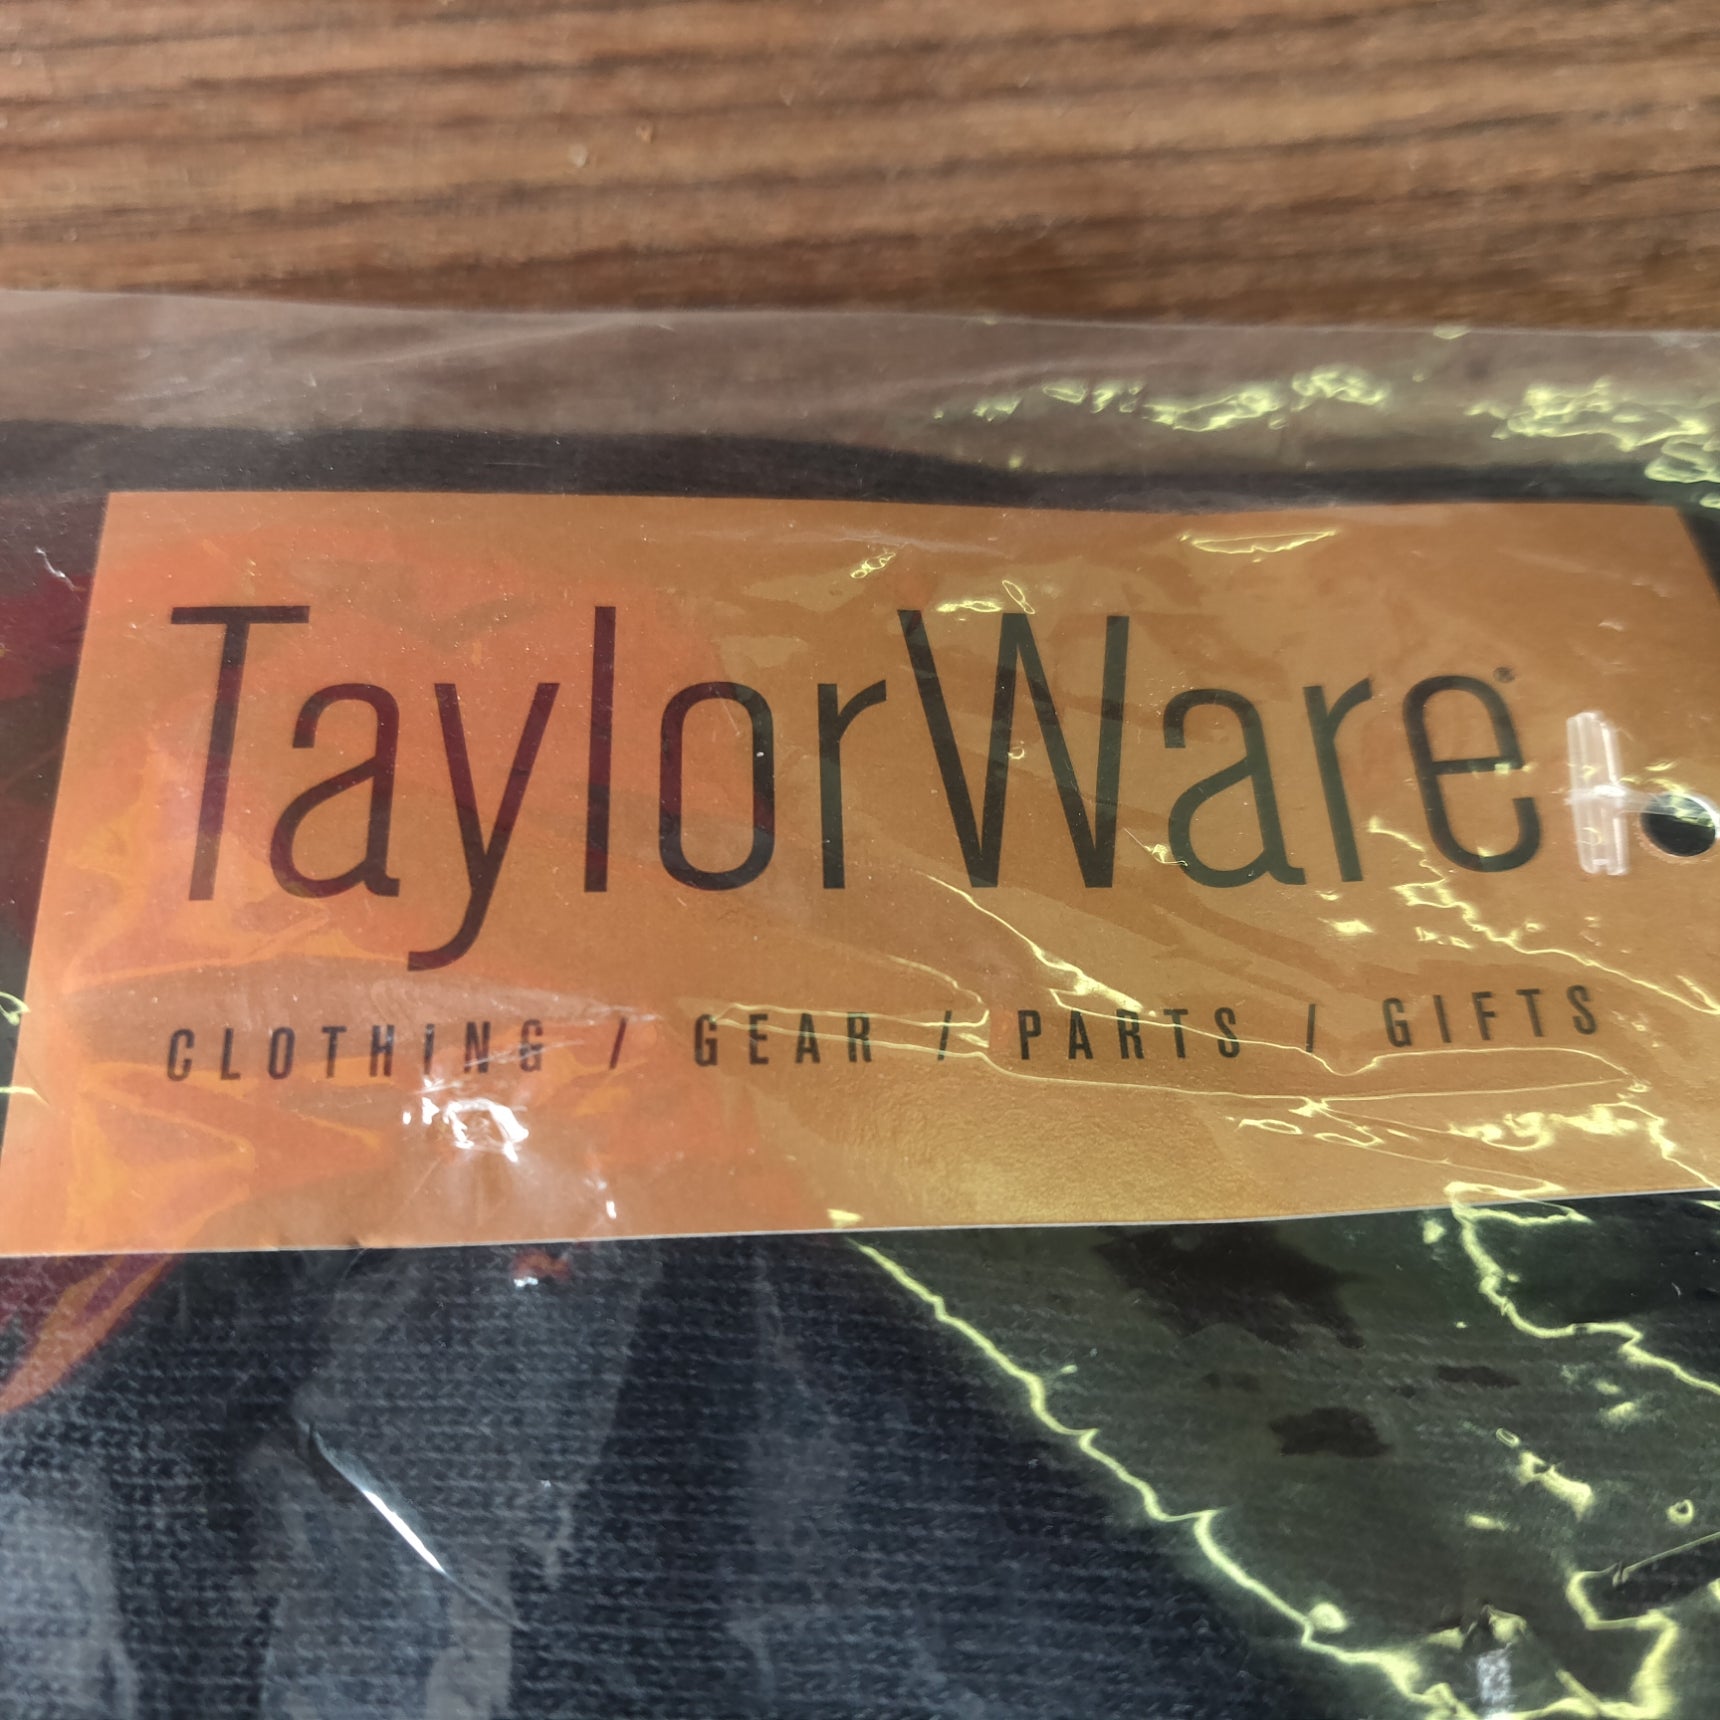 TaylorWare®
CLOTHING / GEAR / PARTS / GIFTS